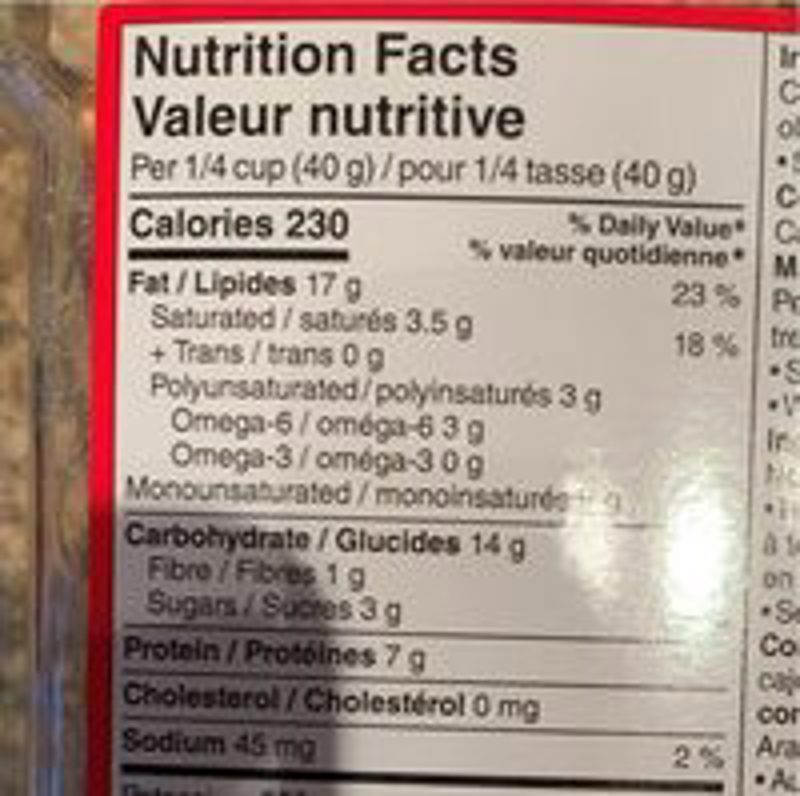 Nutrition Facts
Valeur nutritive
Per 1/4 cup (40 g) / pour 1/4 tasse (40 g)
Calories 230
% Daily Value*
% valeur quotidienne*
Fat / Lipides 17 g 23 %
Saturated / saturés 3.5 g
+ Trans / trans 0 g 18 %
Polyunsaturated / polyinsaturés 3 g
Omega-6 / oméga-6 3 g
Omega-3 / oméga-3 0 g
Monounsaturated / monoinsaturés g
Carbohydrate / Glucides 14 g
Fibre / Fibres 1 g
Sugars / Sucres 3 g
Protein / Protéines 7 g
Cholesterol / Cholestérol 0 mg
Sodium 45 mg 2 %